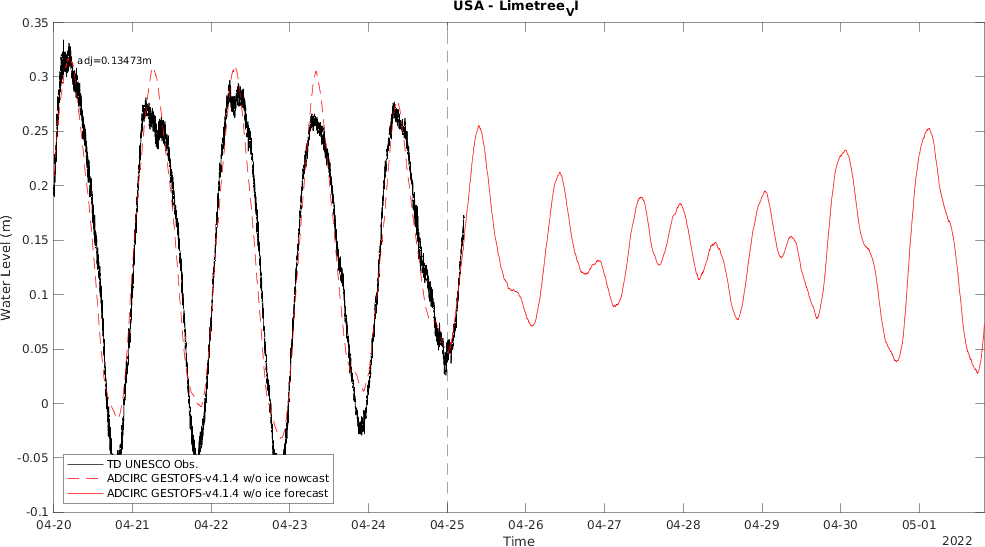 USA - Limetree_VI
0.35
0.3
0.25
0.2
0.15
0.1
0.05
0
-0.05
-0.1
Water Level (m)
adj=0.13473m
TD UNESCO Obs.
ADCIRC GESTOFS-v4.1.4 w/o ice nowcast
ADCIRC GESTOFS-v4.1.4 w/o ice forecast
04-20 04-21 04-22 04-23 04-24 04-25 04-26 04-27 04-28 04-29 04-30 05-01
Time
2022